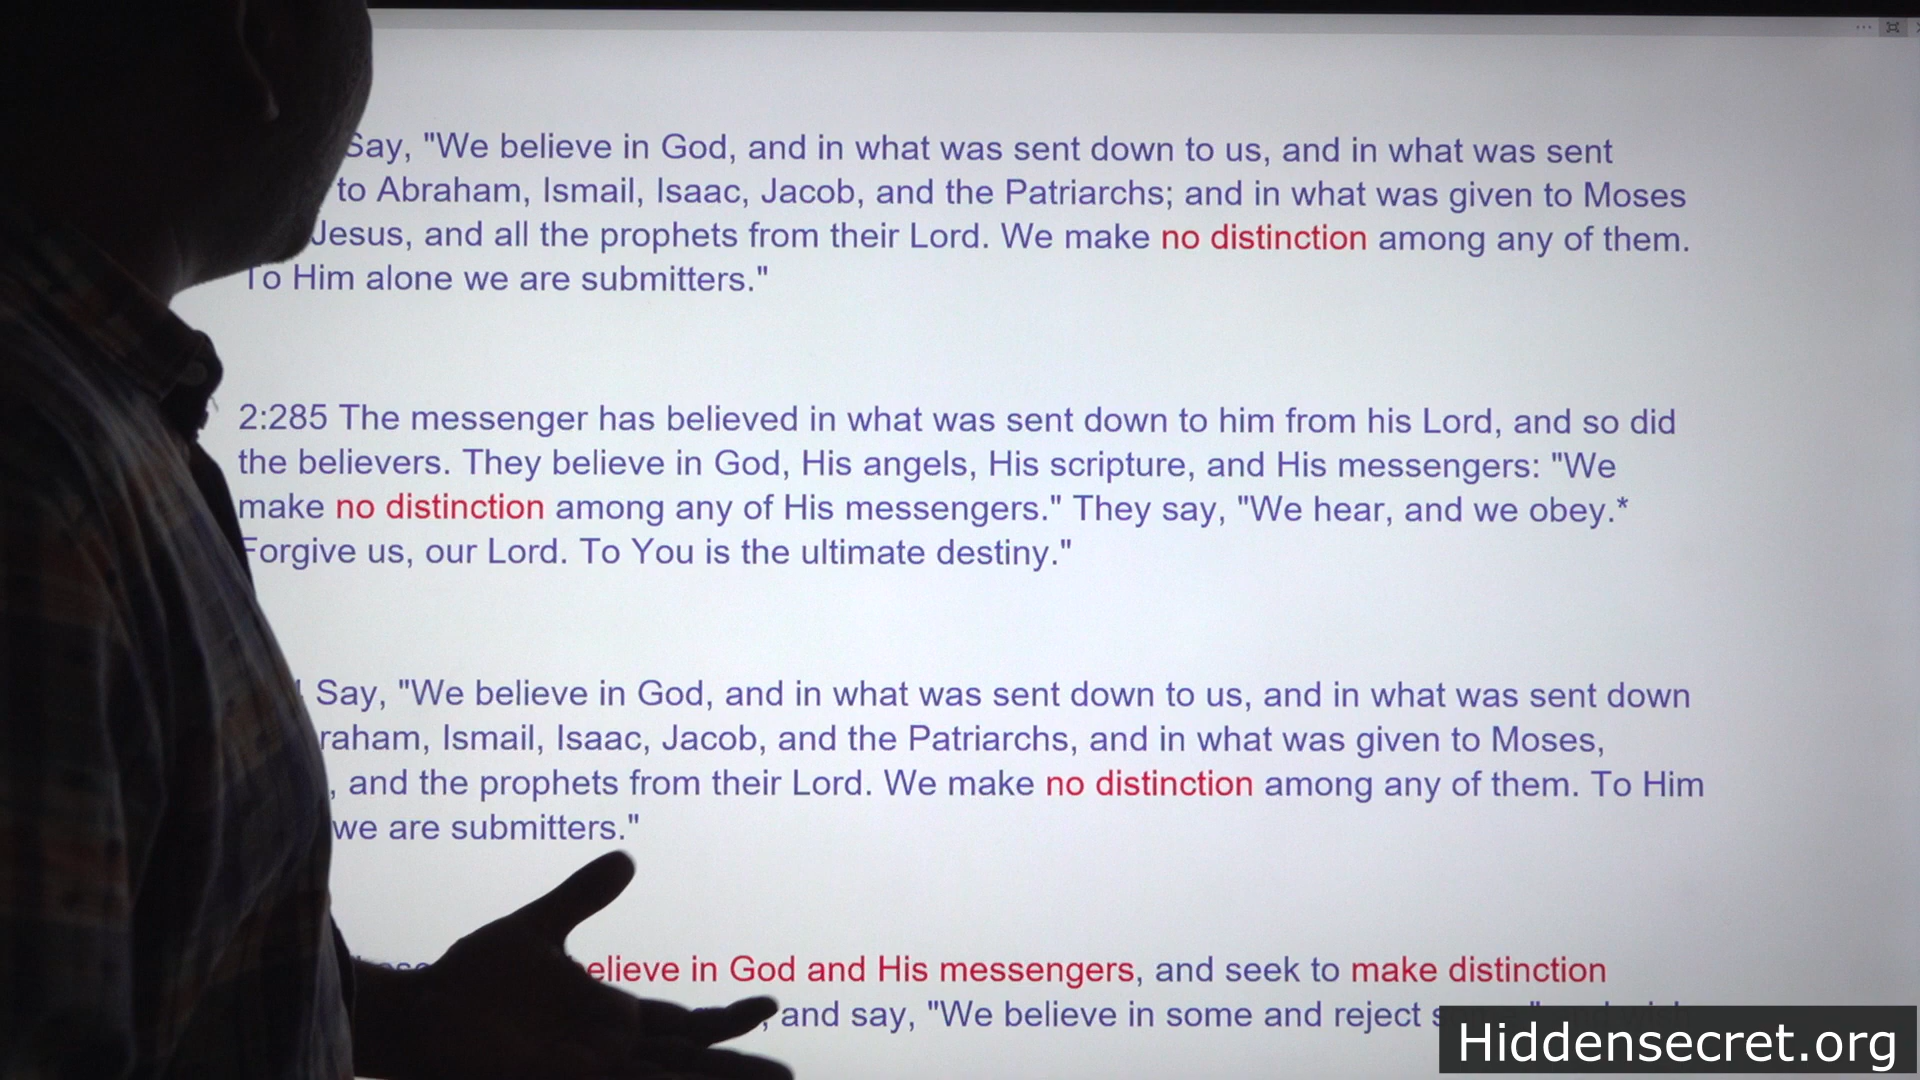 Say, "We believe in God, and in what was sent down to us, and in what was sent
to Abraham, Ismail, Isaac, Jacob, and the Patriarchs; and in what was given to Moses
Jesus, and all the prophets from their Lord. We make no distinction among any of them.
To Him alone we are submitters."
2:285 The messenger has believed in what was sent down to him from his Lord, and so did
the believers. They believe in God, His angels, His scripture, and His messengers: "We
make no distinction among any of His messengers." They say, "We hear, and we obey.*
Forgive us, our Lord. To You is the ultimate destiny."
Say, "We believe in God, and in what was sent down to us, and in what was sent down
raham, Ismail, Isaac, Jacob, and the Patriarchs, and in what was given to Moses,
, and the prophets from their Lord. We make no distinction among any of them. To Him
we are submitters."
elieve in God and His messengers, and seek to make distinction
, and say, "We believe in some and reject
Hiddensecret.org